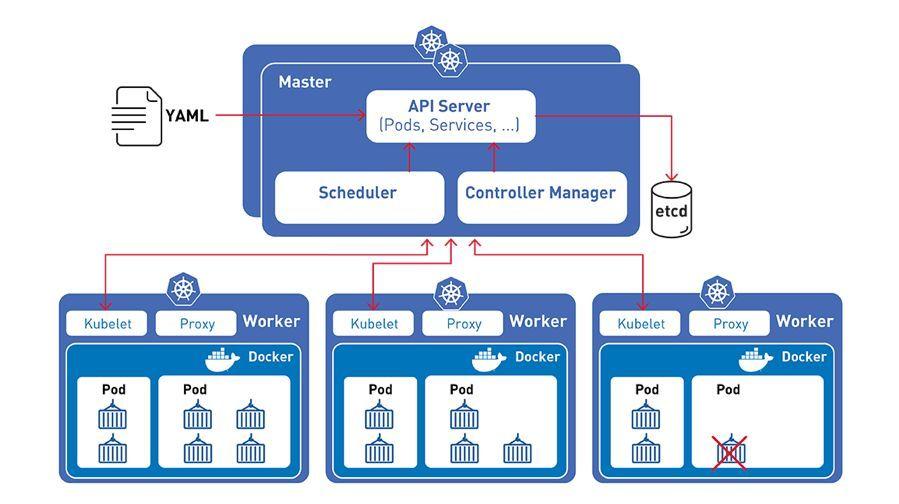 Master
API Server
(Pods, Services, ...)
YAML
Scheduler
Controller Manager
etcd
Kubelet
Proxy
Worker
Docker
Pod
Pod
Kubelet
Proxy
Worker
Docker
Pod
Pod
Kubelet
Proxy
Worker
Docker
Pod
Pod